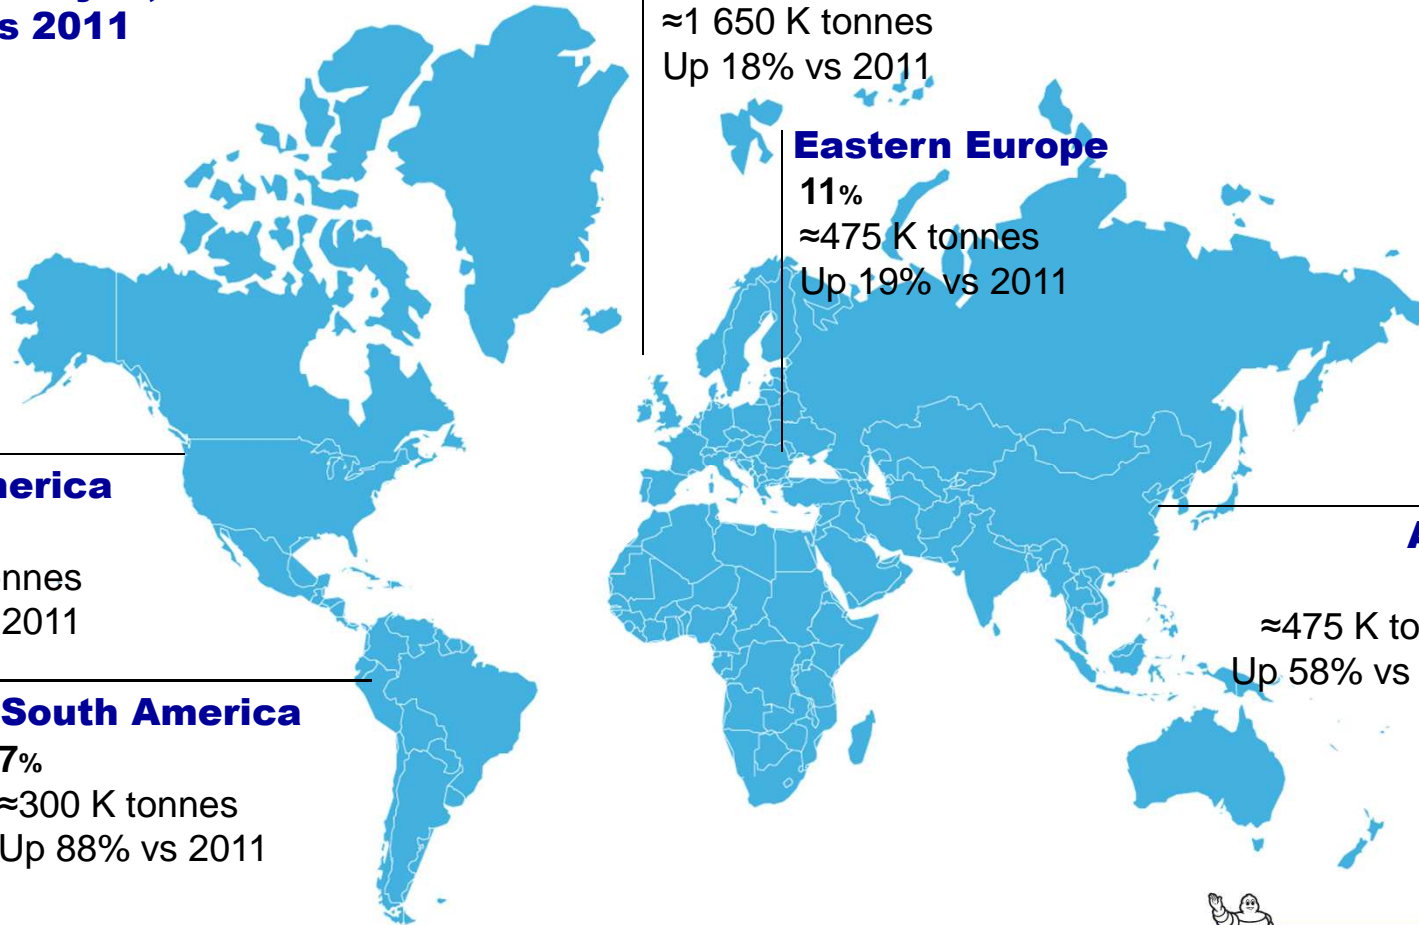 s 2011
≈1 650 K tonnes
Up 18% vs 2011
Eastern Europe
11%
≈475 K tonnes
Up 19% vs 2011
nerica
onnes
2011
South America
7%
≈300 K tonnes
Up 88% vs 2011
A
≈475 K to
Up 58% vs